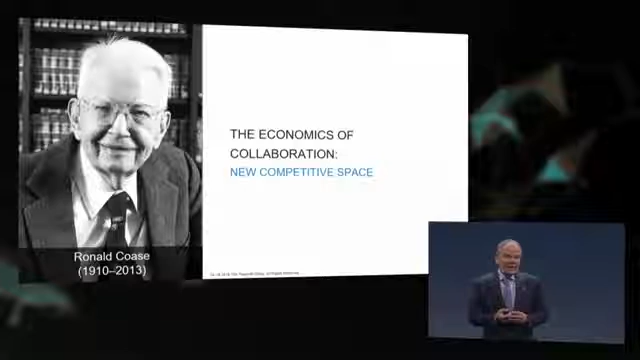 Ronald Coase
(1910–2013)
THE ECONOMICS OF
COLLABORATION:
NEW COMPETITIVE SPACE